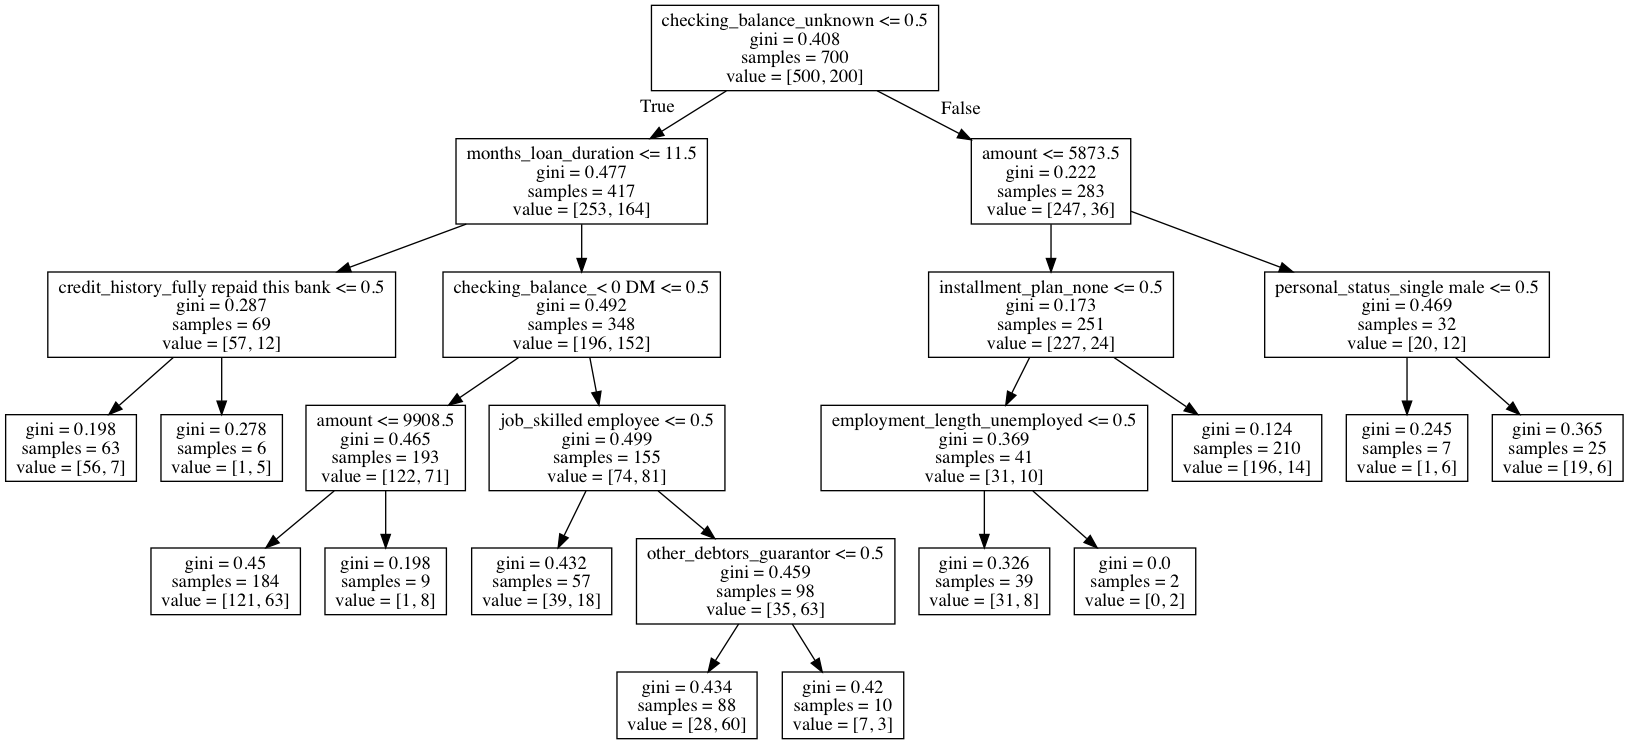 checking_balance_unknown <= 0.5
gini = 0.408
samples = 700
value = [500, 200]
True
False
months_loan_duration <= 11.5
gini = 0.477
samples = 417
value = [253, 164]
amount <= 5873.5
gini = 0.222
samples = 283
value = [247, 36]
credit_history_fully repaid this bank <= 0.5
gini = 0.287
samples = 69
value = [57, 12]
checking_balance_< 0 DM <= 0.5
gini = 0.492
samples = 348
value = [196, 152]
installment_plan_none <= 0.5
gini = 0.173
samples = 251
value = [227, 24]
personal_status_single male <= 0.5
gini = 0.469
samples = 32
value = [20, 12]
gini = 0.198
samples = 63
value = [56, 7]
gini = 0.278
samples = 6
value = [1, 5]
amount <= 9908.5
gini = 0.465
samples = 193
value = [122, 71]
job_skilled employee <= 0.5
gini = 0.499
samples = 155
value = [74, 81]
employment_length_unemployed <= 0.5
gini = 0.369
samples = 41
value = [31, 10]
gini = 0.124
samples = 210
value = [196, 14]
gini = 0.245
samples = 7
value = [1, 6]
gini = 0.365
samples = 25
value = [19, 6]
gini = 0.45
samples = 184
value = [121, 63]
gini = 0.198
samples = 9
value = [1, 8]
gini = 0.432
samples = 57
value = [39, 18]
other_debtors_guarantor <= 0.5
gini = 0.459
samples = 98
value = [35, 63]
gini = 0.326
samples = 39
value = [31, 8]
gini = 0.0
samples = 2
value = [0, 2]
gini = 0.434
samples = 88
value = [28, 60]
gini = 0.42
samples = 10
value = [7, 3]